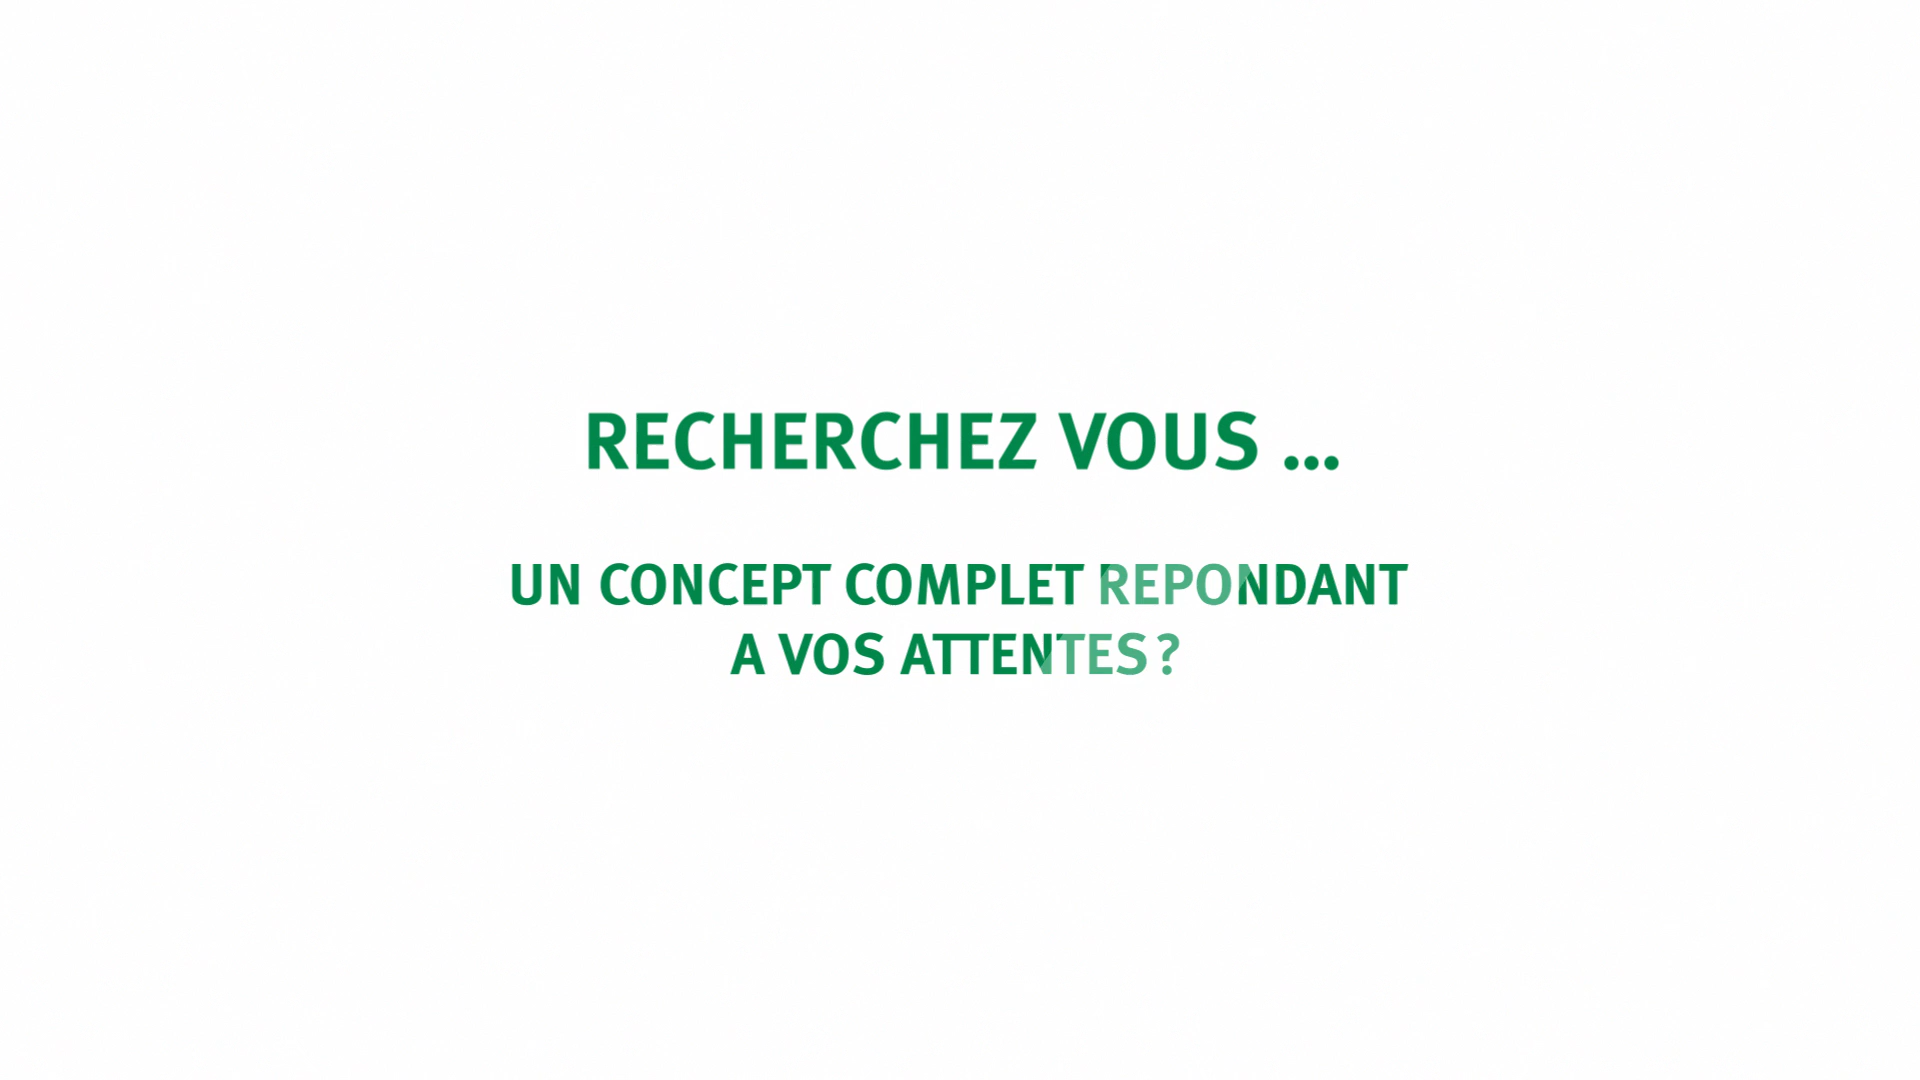 RECHERCHEZ VOUS ...
UN CONCEPT COMPLET REPONDANT
A VOS ATTENTES ?